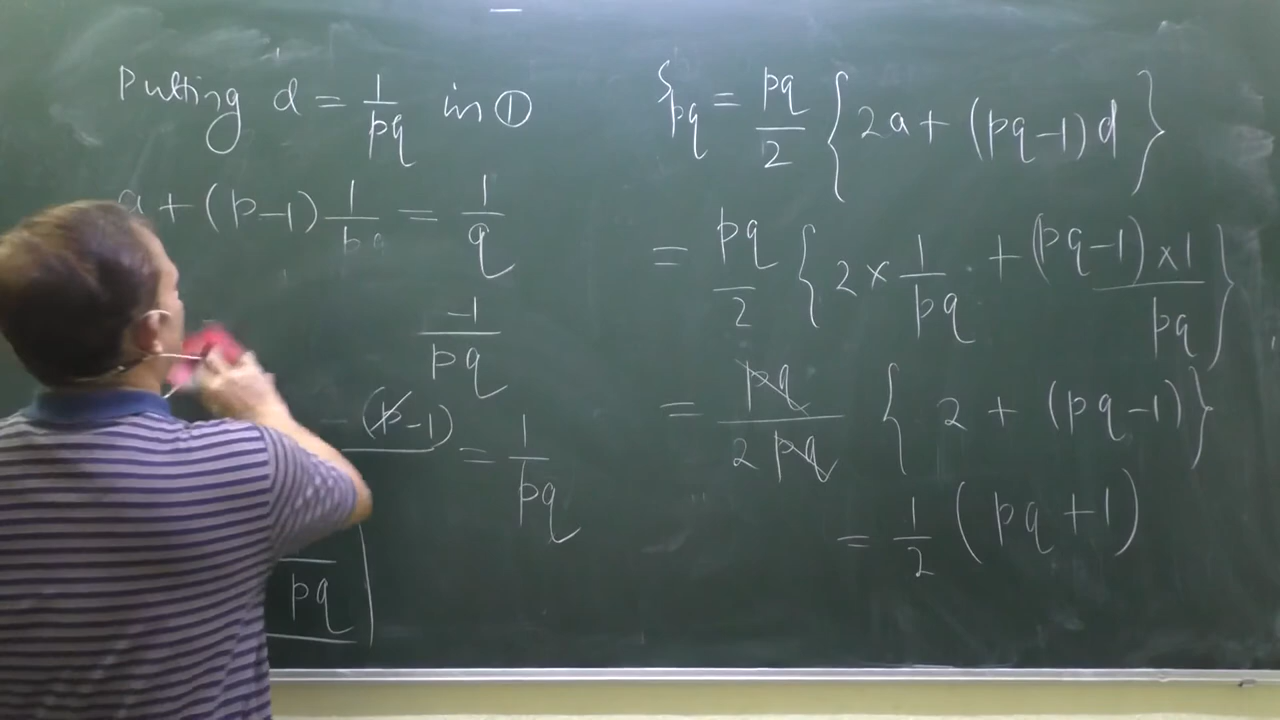 Putting d = 1/pq in ①
a + (p-1) 1/pq = 1/q
-1/pq
- (p-1) = 1/pq
pq
S_pq = pq/2 { 2a + (pq-1)d }
= pq/2 { 2 × 1/pq + (pq-1) × 1/pq }
= pq/2pq { 2 + (pq-1) }
= 1/2 (pq + 1)